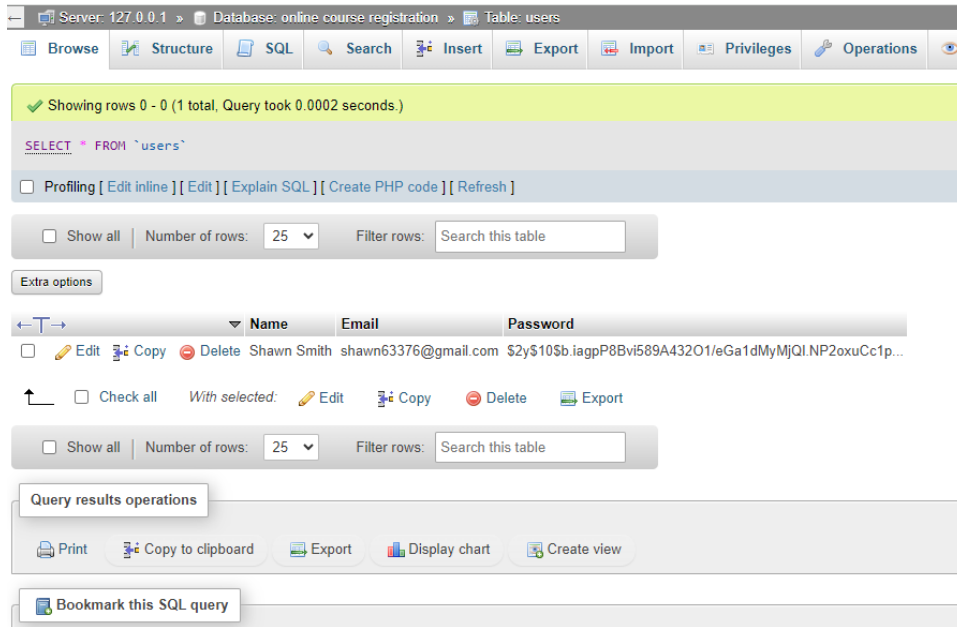 Server: 127.0.0.1 » Database: online course registration » Table: users
Browse Structure SQL Search Insert Export Import Privileges Operations
Showing rows 0 - 0 (1 total, Query took 0.0002 seconds.)
SELECT * FROM `users`
Profiling [ Edit inline ] [ Edit ] [ Explain SQL ] [ Create PHP code ] [ Refresh ]
Show all | Number of rows: 25 Filter rows: Search this table
Extra options
←T→ Name Email Password
Edit Copy Delete Shawn Smith shawn63376@gmail.com $2y$10$b.iagpP8Bvi589A432O1/eGa1dMyMjQI.NP2oxuCc1p...
Check all With selected: Edit Copy Delete Export
Show all | Number of rows: 25 Filter rows: Search this table
Query results operations
Print Copy to clipboard Export Display chart Create view
Bookmark this SQL query